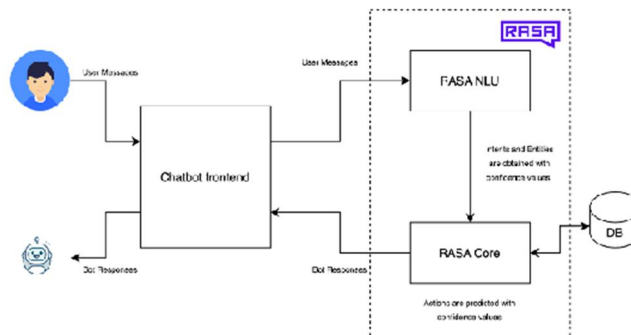 RASA
User Messages
User Messages
RASA NLU
Chatbot frontend
Intents and Entities
are obtained with
confidence values
RASA Core
DB
Bot Responses
Bot Responses
Actions are predicted with
confidence values